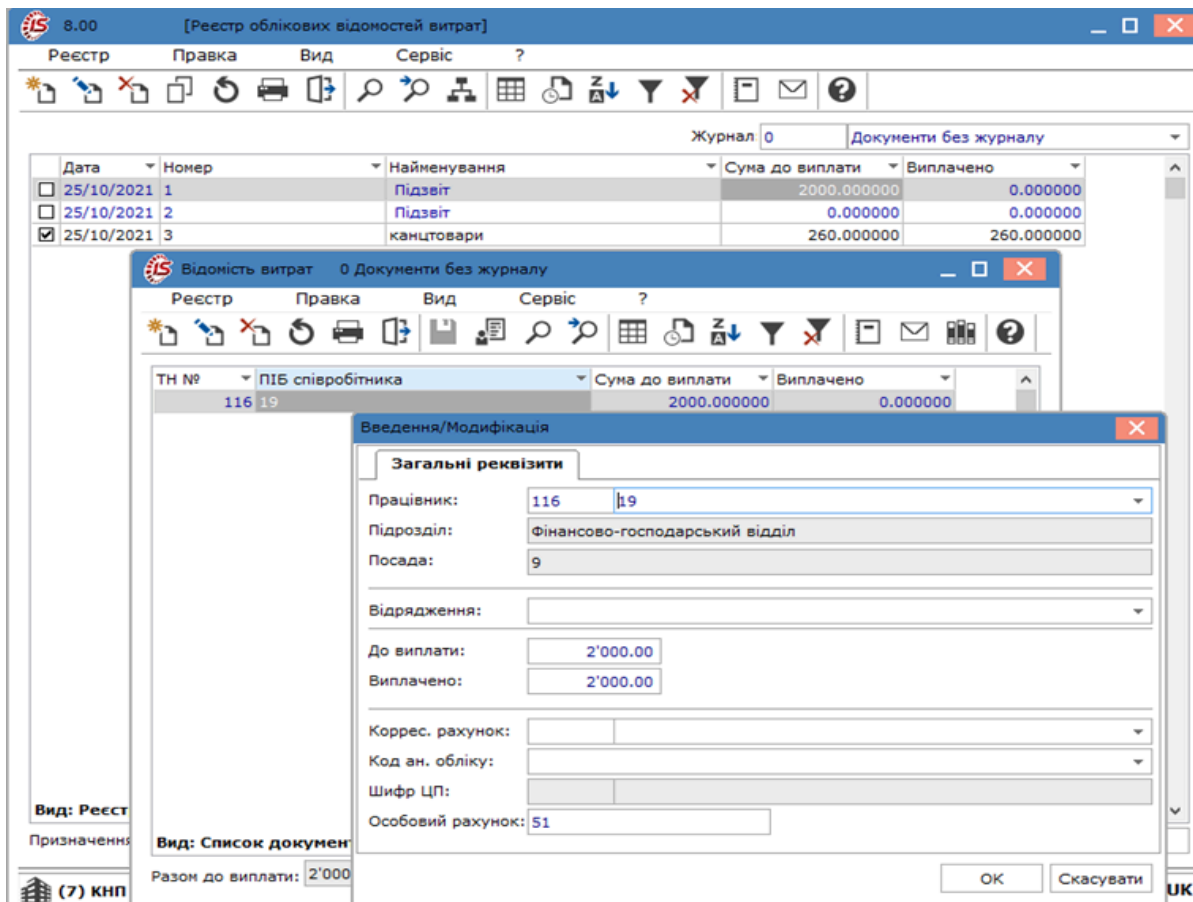 8.00 [Реєстр облікових відомостей витрат]
Реєстр Правка Вид Сервіс ?
Журнал 0 Документи без журналу
Дата Номер Найменування Сума до виплати Виплачено
25/10/2021 1 Підзвіт 2000.000000 0.000000
25/10/2021 2 Підзвіт 0.000000 0.000000
25/10/2021 3 канцтовари 260.000000 260.000000
Відомість витрат 0 Документи без журналу
Реєстр Правка Вид Сервіс ?
ТН № ПІБ співробітника Сума до виплати Виплачено
116 19 2000.000000 0.000000
Введення/Модифікація
Загальні реквізити
Працівник: 116 19
Підрозділ: Фінансово-господарський відділ
Посада: 9
Відрядження:
До виплати: 2'000.00
Виплачено: 2'000.00
Коррес. рахунок:
Код ан. обліку:
Шифр ЦП:
Особовий рахунок: 51
Вид: Реєст
Призначення
Вид: Список документ
Разом до виплати: 2'000
ОК Скасувати
(7) КНП UK